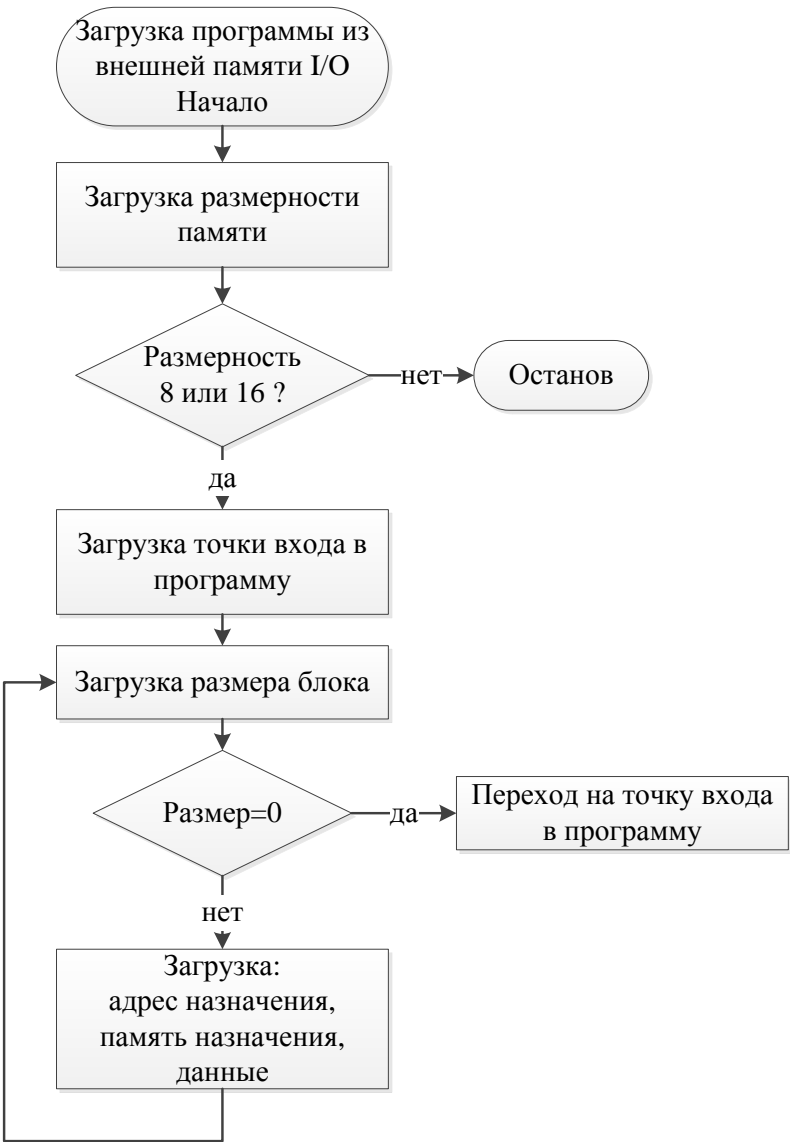 Загрузка программы из
внешней памяти I/O
Начало
Загрузка размерности
памяти
Размерность
8 или 16 ?
нет
Останов
да
Загрузка точки входа в
программу
Загрузка размера блока
Размер=0
да
Переход на точку входа
в программу
нет
Загрузка:
адрес назначения,
память назначения,
данные